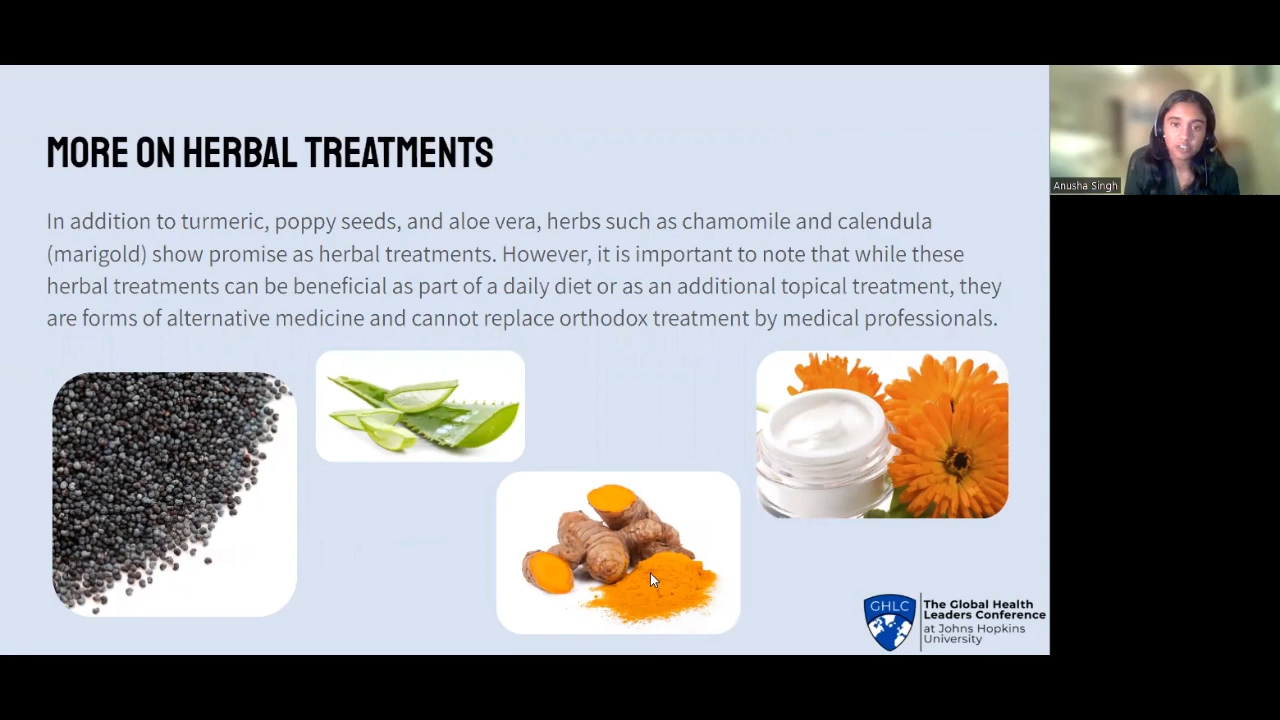 MORE ON HERBAL TREATMENTS
In addition to turmeric, poppy seeds, and aloe vera, herbs such as chamomile and calendula
(marigold) show promise as herbal treatments. However, it is important to note that while these
herbal treatments can be beneficial as part of a daily diet or as an additional topical treatment, they
are forms of alternative medicine and cannot replace orthodox treatment by medical professionals.
Anusha Singh
GHLC
The Global Health
Leaders Conference
at Johns Hopkins
University